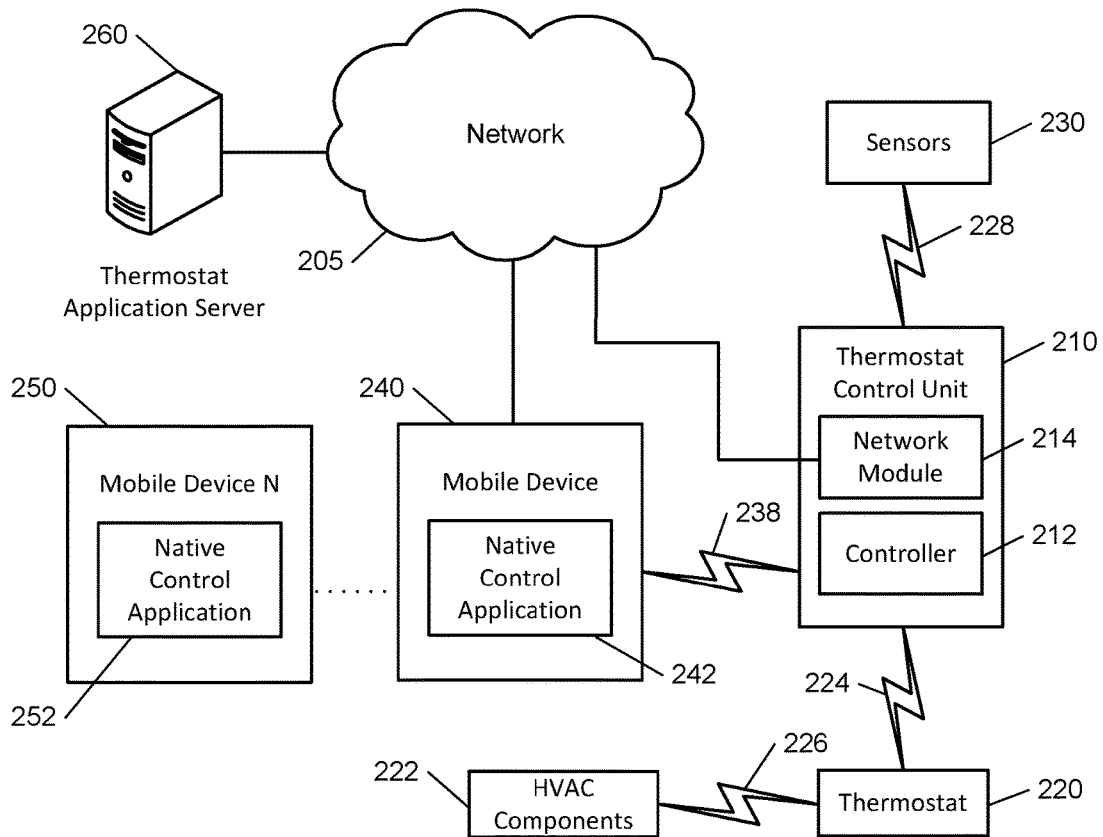 260
Network
Sensors
230
228
205
Thermostat
Application Server
Thermostat
Control Unit
210
Network
Module
214
Controller
212
250
240
Mobile Device N
Native
Control
Application
252
Mobile Device
Native
Control
Application
242
238
224
226
222
HVAC
Components
Thermostat
220